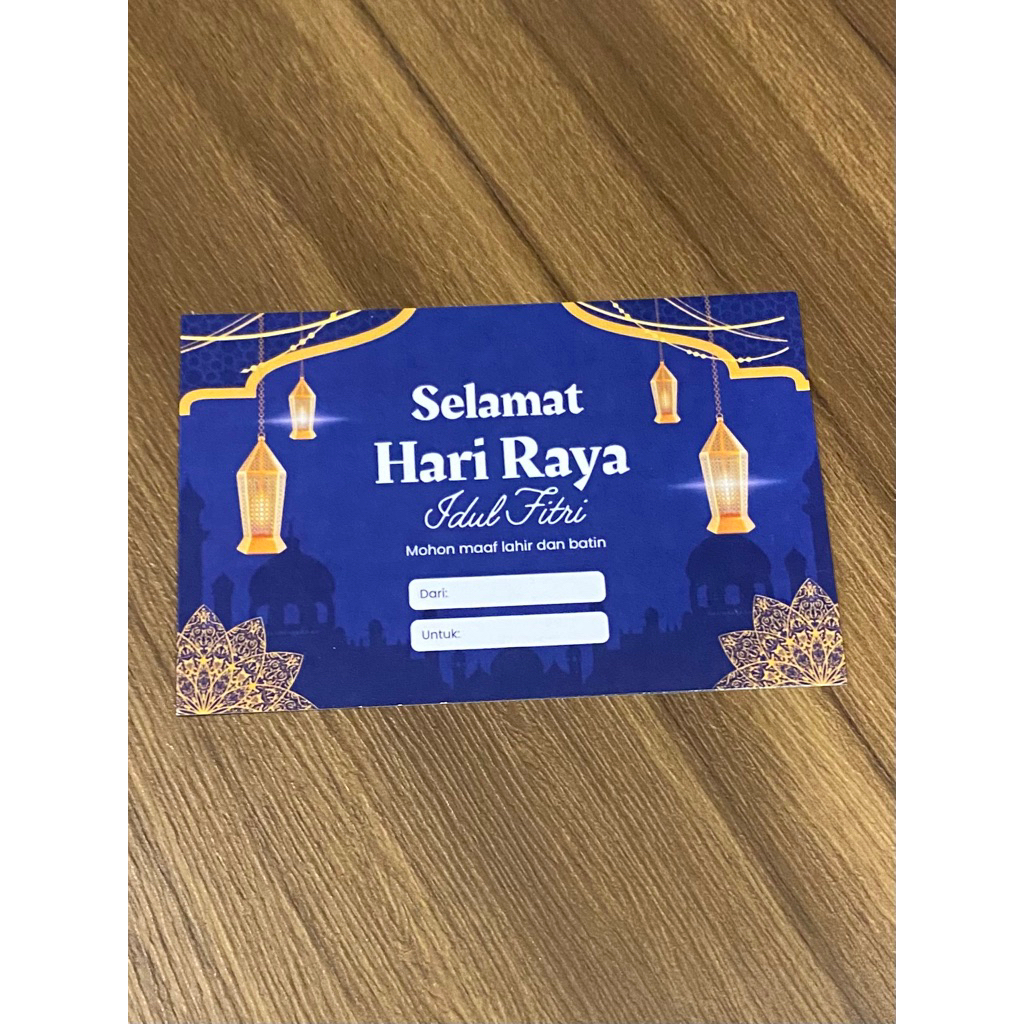 Selamat
Hari Raya
Idul Fitri
Mohon maaf lahir dan batin
Dari:
Untuk: